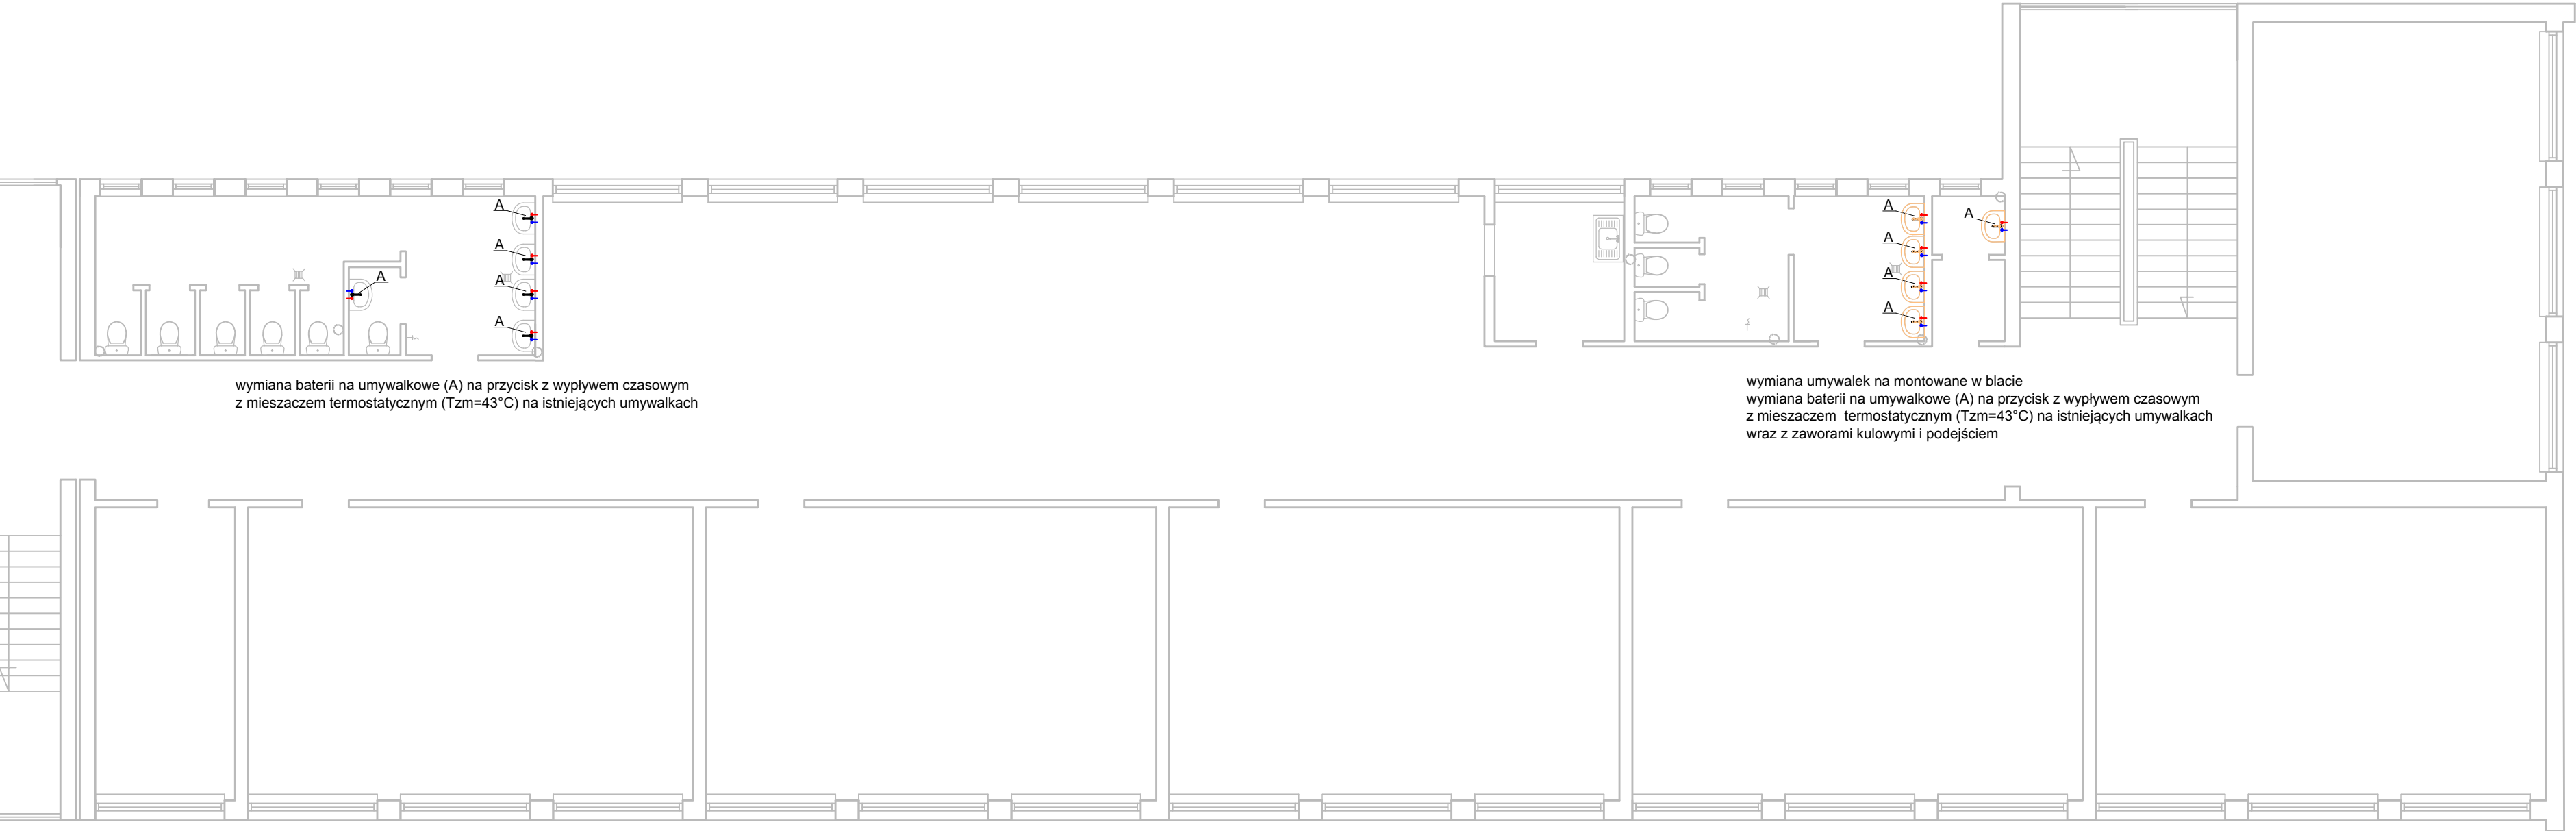 A
A
A
A
A
wymiana baterii na umywalkowe (A) na przycisk z wypływem czasowym
z mieszaczem termostatycznym (Tzm=43°C) na istniejących umywalkach
A
A
A
A
A
wymiana umywalek na montowane w blacie
wymiana baterii na umywalkowe (A) na przycisk z wypływem czasowym
z mieszaczem termostatycznym (Tzm=43°C) na istniejących umywalkach
wraz z zaworami kulowymi i podejściem